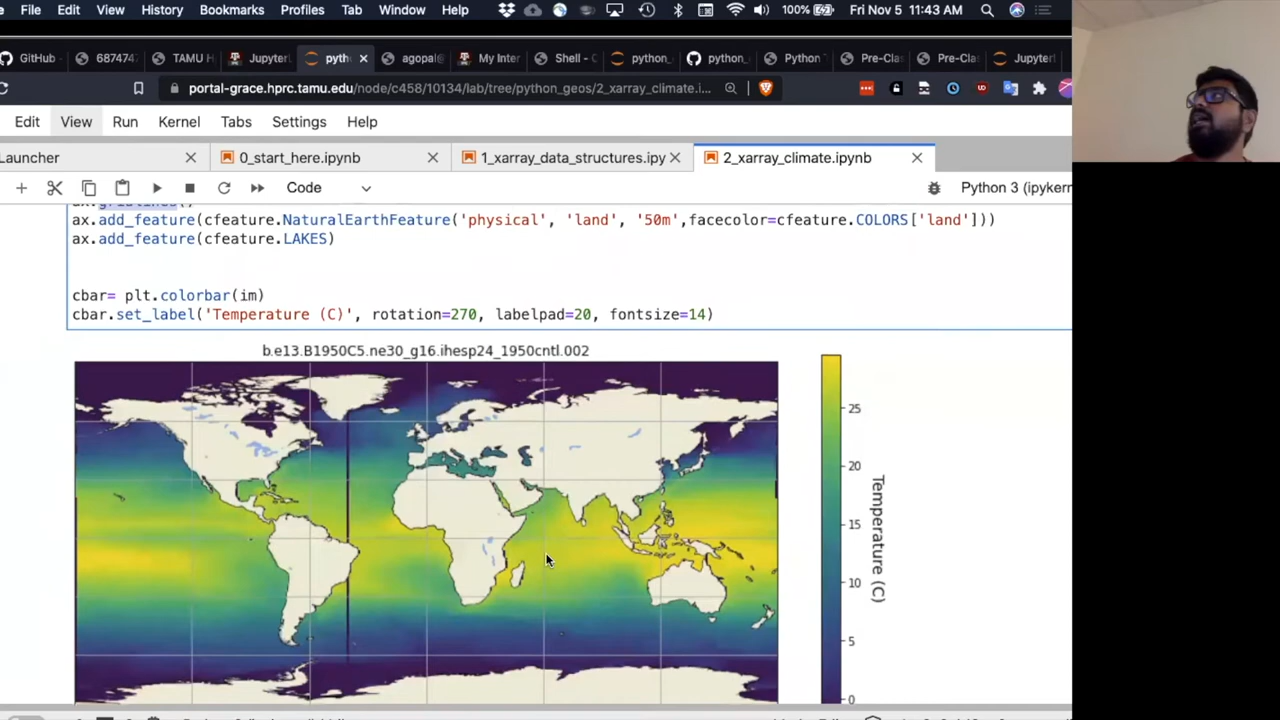 File Edit View History Bookmarks Profiles Tab Window Help 100% Fri Nov 5 11:43 AM
GitHub 687474 TAMU H Jupyter pyth agopal@ My Inter Shell - C python_ python_ Python Pre-Cla Pre-Cla Jupyter
portal-grace.hprc.tamu.edu/node/c458/10134/lab/tree/python_geos/2_xarray_climate.i...
Edit View Run Kernel Tabs Settings Help
Launcher 0_start_here.ipynb 1_xarray_data_structures.ipy 2_xarray_climate.ipynb
Code Python 3 (ipykern
ax.gridlines()
ax.add_feature(cfeature.NaturalEarthFeature('physical', 'land', '50m',facecolor=cfeature.COLORS['land']))
ax.add_feature(cfeature.LAKES)
cbar= plt.colorbar(im)
cbar.set_label('Temperature (C)', rotation=270, labelpad=20, fontsize=14)
b.e13.B1950C5.ne30_g16.ihesp24_1950cntl.002
25
20
15
10
5
0
Temperature (C)